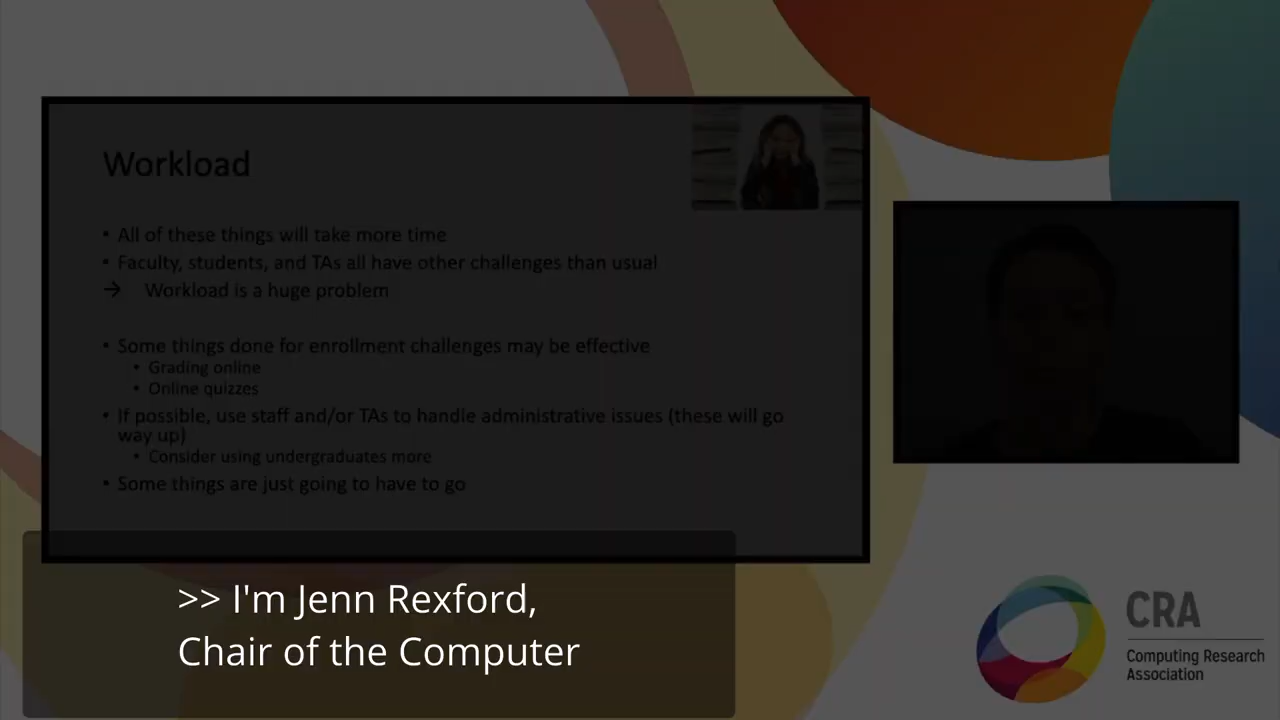 Workload
• All of these things will take more time
• Faculty, students, and TAs all have other challenges than usual
→ Workload is a huge problem
• Some things done for enrollment challenges may be effective
• Grading online
• Online quizzes
• If possible, use staff and/or TAs to handle administrative issues (these will go
way up)
• Consider using undergraduates more
• Some things are just going to have to go
>> I'm Jenn Rexford,
Chair of the Computer
CRA
Computing Research
Association